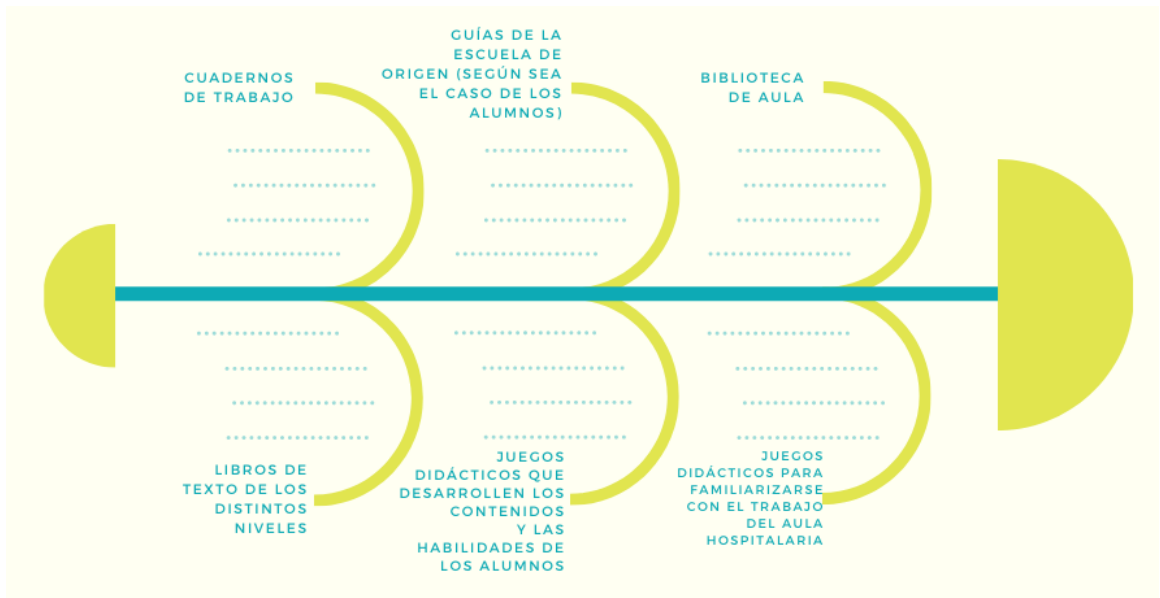 CUADERNOS
DE TRABAJO
GUÍAS DE LA
ESCUELA DE
ORIGEN (SEGÚN SEA
EL CASO DE LOS
ALUMNOS)
BIBLIOTECA
DE AULA
LIBROS DE
TEXTO DE LOS
DISTINTOS
NIVELES
JUEGOS
DIDÁCTICOS QUE
DESARROLLEN LOS
CONTENIDOS
Y LAS
HABILIDADES DE
LOS ALUMNOS
JUEGOS
DIDÁCTICOS PARA
FAMILIARIZARSE
CON EL TRABAJO
DEL AULA
HOSPITALARIA